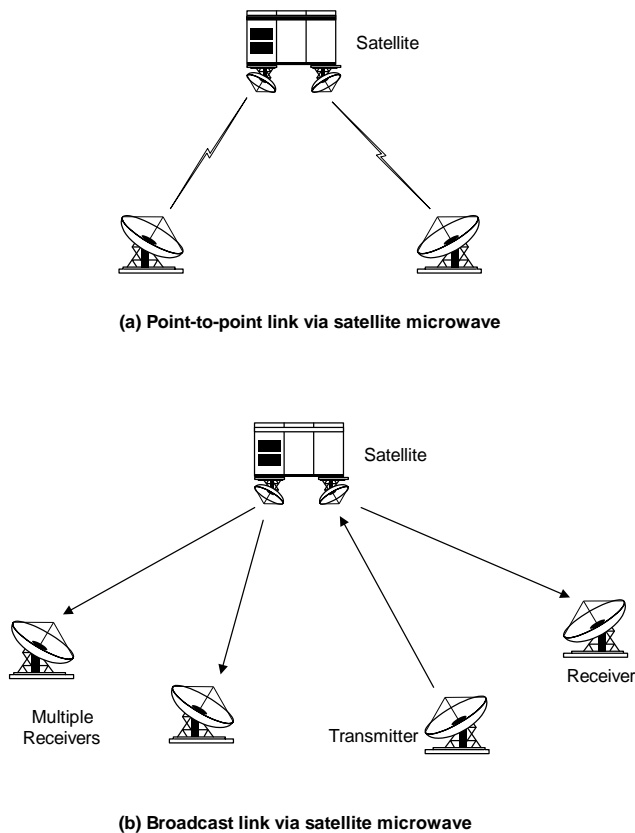 Satellite
(a) Point-to-point link via satellite microwave
Satellite
Receiver
Multiple
Receivers
Transmitter
(b) Broadcast link via satellite microwave